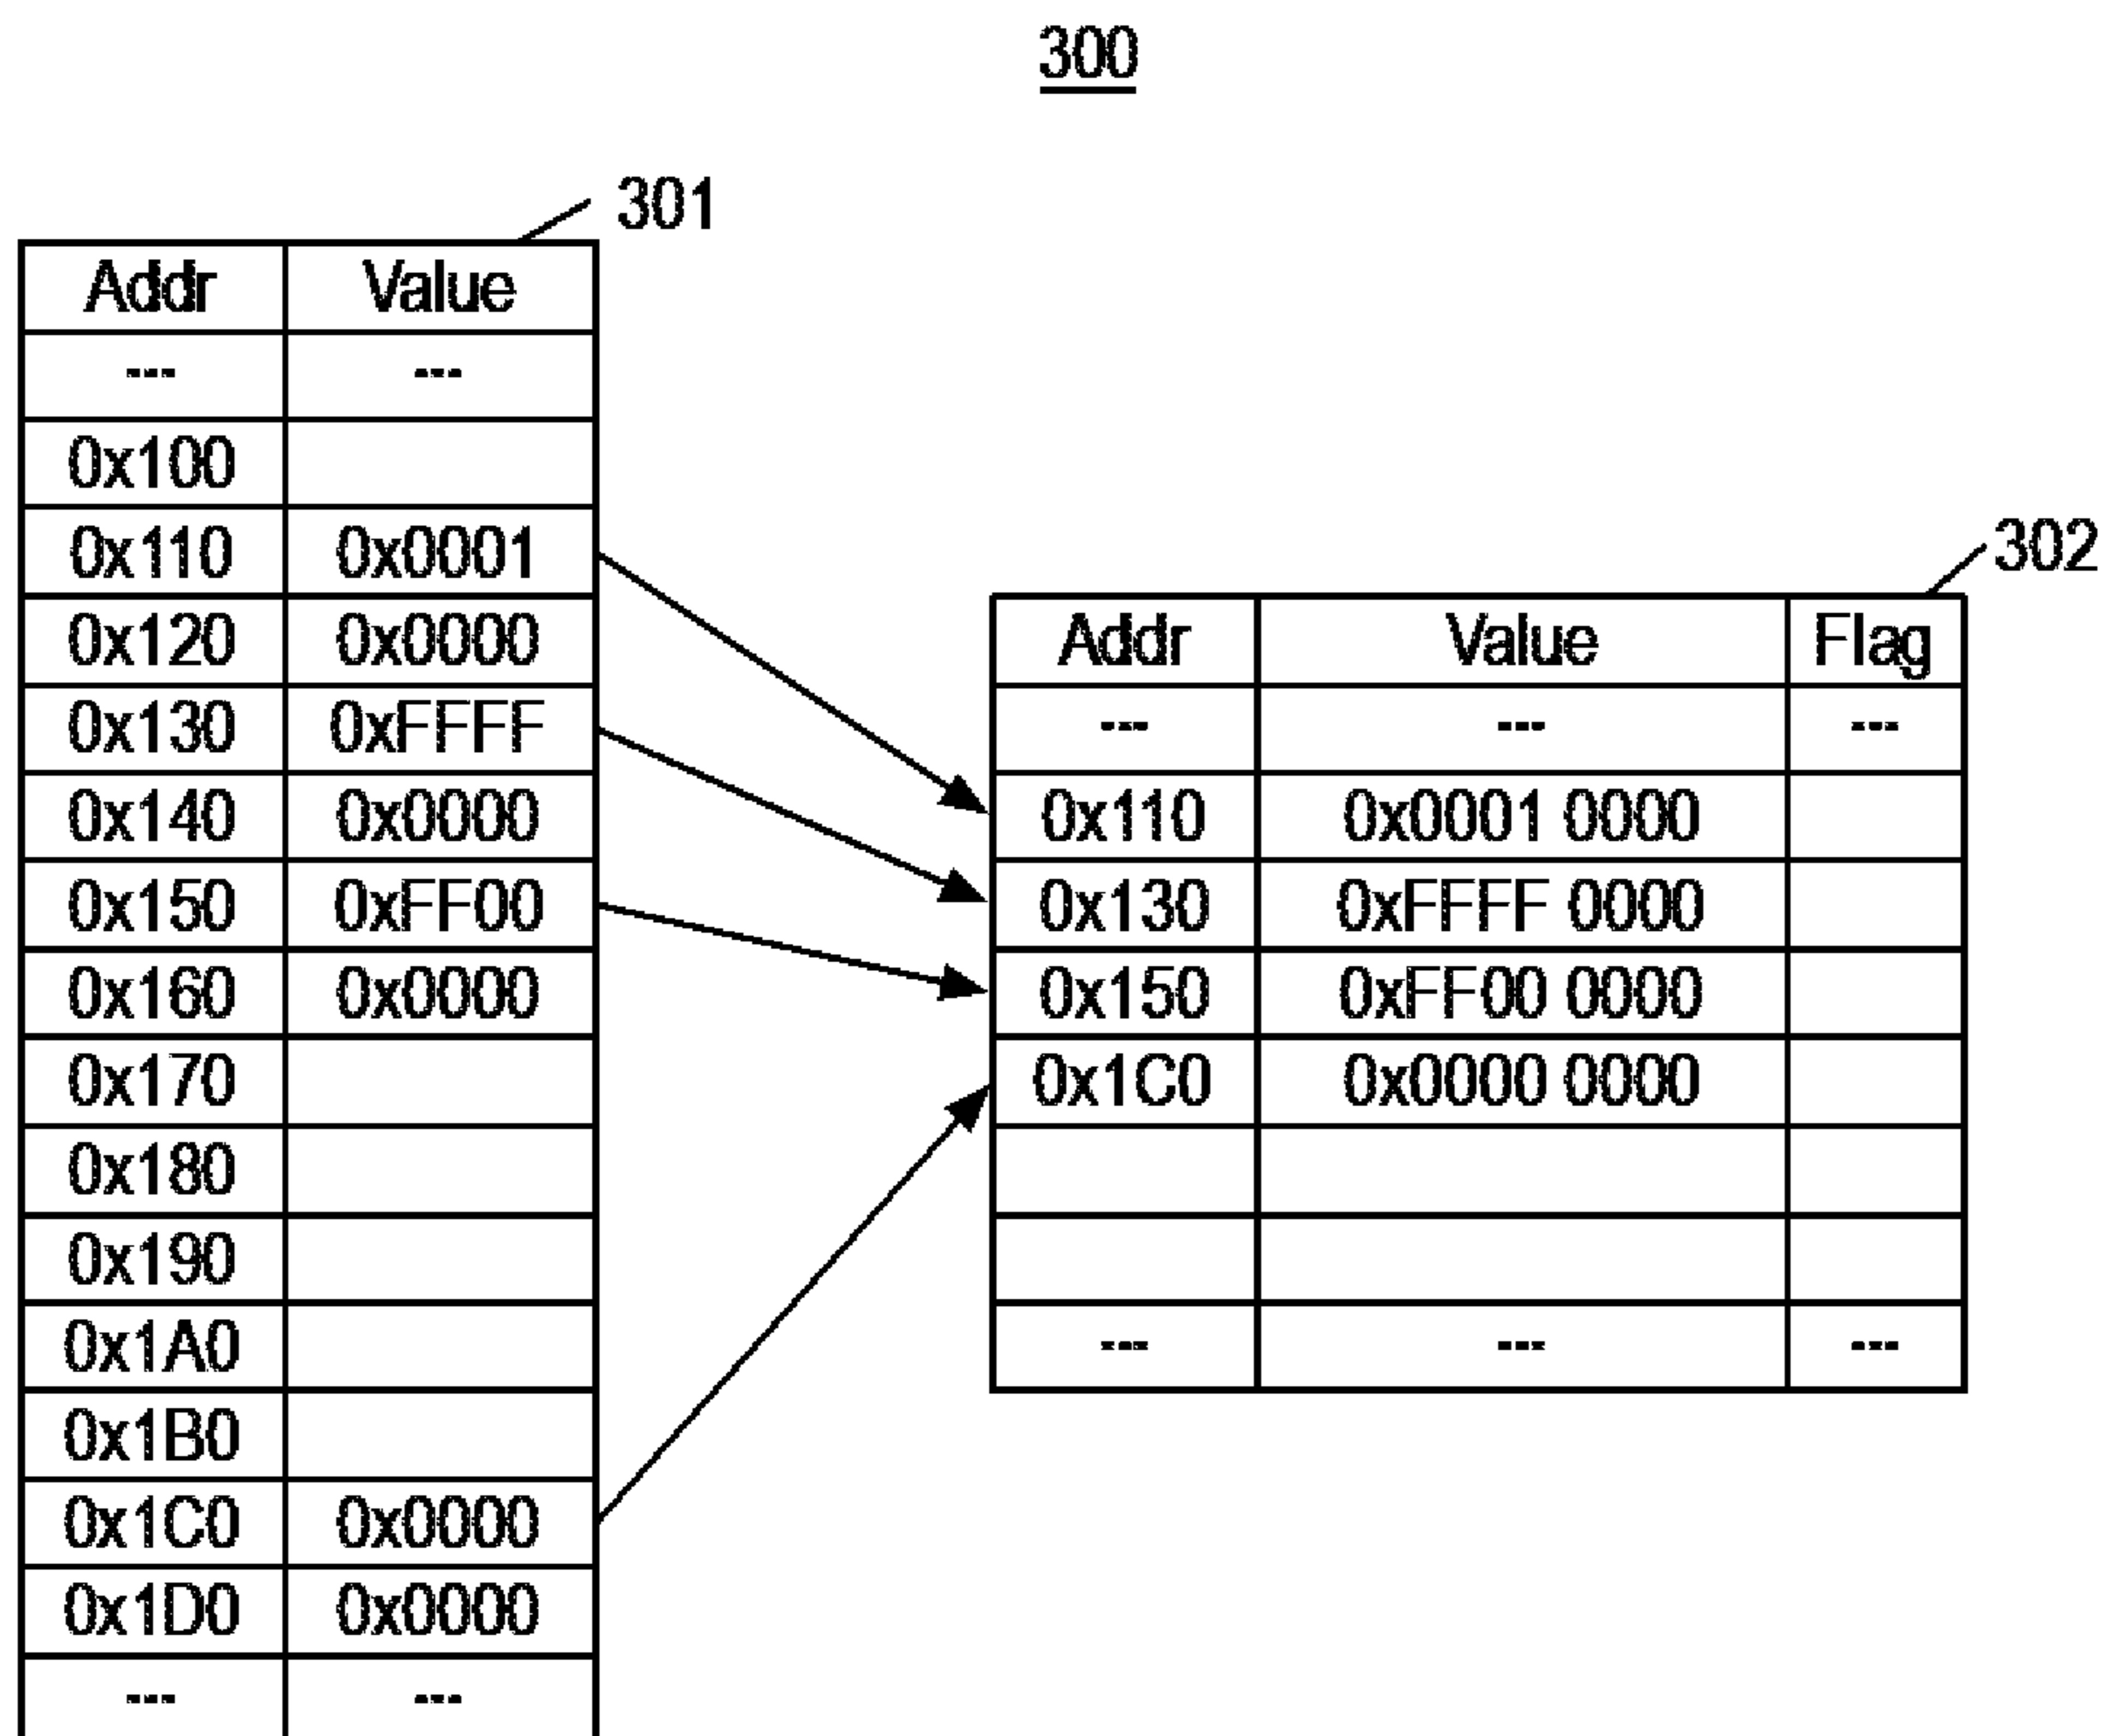 300
301
Addr Value
--- ---
0x100
0x110 0x0001
0x120 0x0000
0x130 0xFFFF
0x140 0x0000
0x150 0xFF00
0x160 0x0000
0x170
0x180
0x190
0x1A0
0x1B0
0x1C0 0x0000
0x1D0 0x0000
--- ---
302
Addr Value Flag
--- --- ---
0x110 0x0001 0000
0x130 0xFFFF 0000
0x150 0xFF00 0000
0x1C0 0x0000 0000
--- --- ---